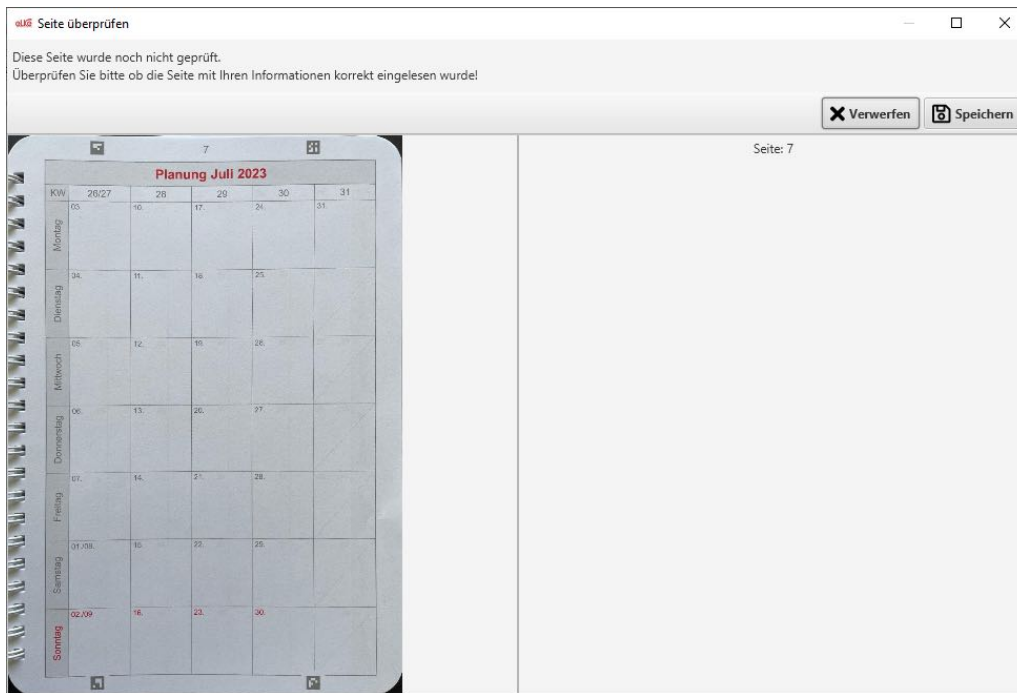 aLKG Seite überprüfen
Diese Seite wurde noch nicht geprüft.
Überprüfen Sie bitte ob die Seite mit Ihren Informationen korrekt eingelesen wurde!
Verwerfen Speichern
7
Seite: 7
Planung Juli 2023
KW 26/27 28 29 30 31
Montag 03. 10. 17. 24. 31.
Dienstag 04. 11. 18. 25.
Mittwoch 05. 12. 19. 26.
Donnerstag 06. 13. 20. 27.
Freitag 07. 14. 21. 28.
Samstag 01./08. 15. 22. 29.
Sonntag 02./09 16. 23. 30.